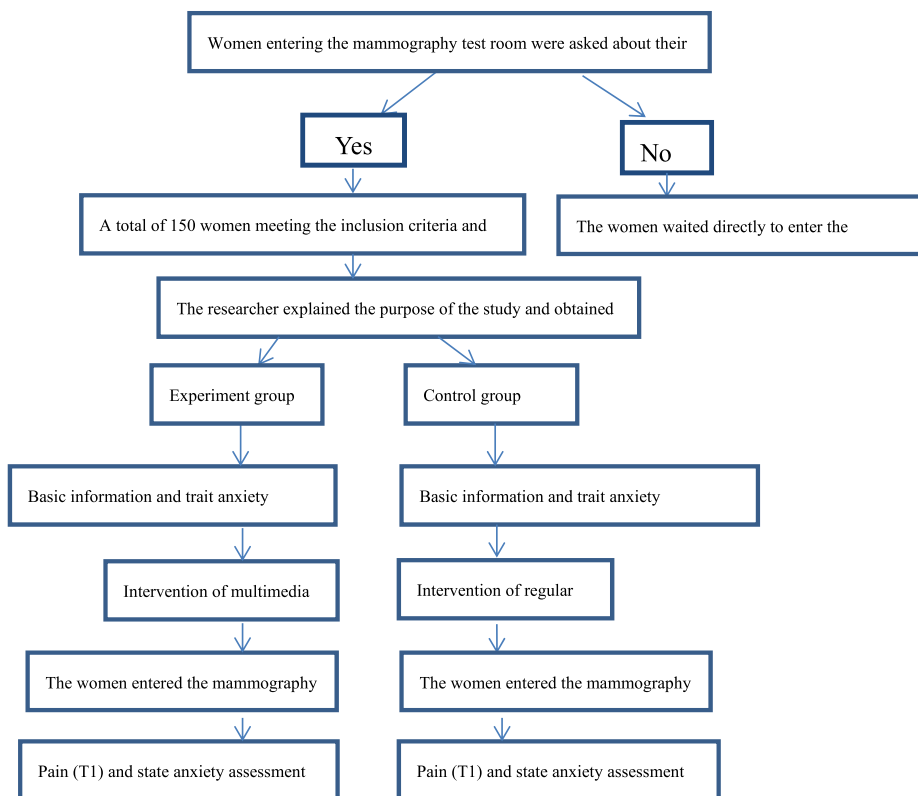 Women entering the mammography test room were asked about their
Yes
No
A total of 150 women meeting the inclusion criteria and
The women waited directly to enter the
The researcher explained the purpose of the study and obtained
Experiment group
Control group
Basic information and trait anxiety
Basic information and trait anxiety
Intervention of multimedia
Intervention of regular
The women entered the mammography
The women entered the mammography
Pain (T1) and state anxiety assessment
Pain (T1) and state anxiety assessment